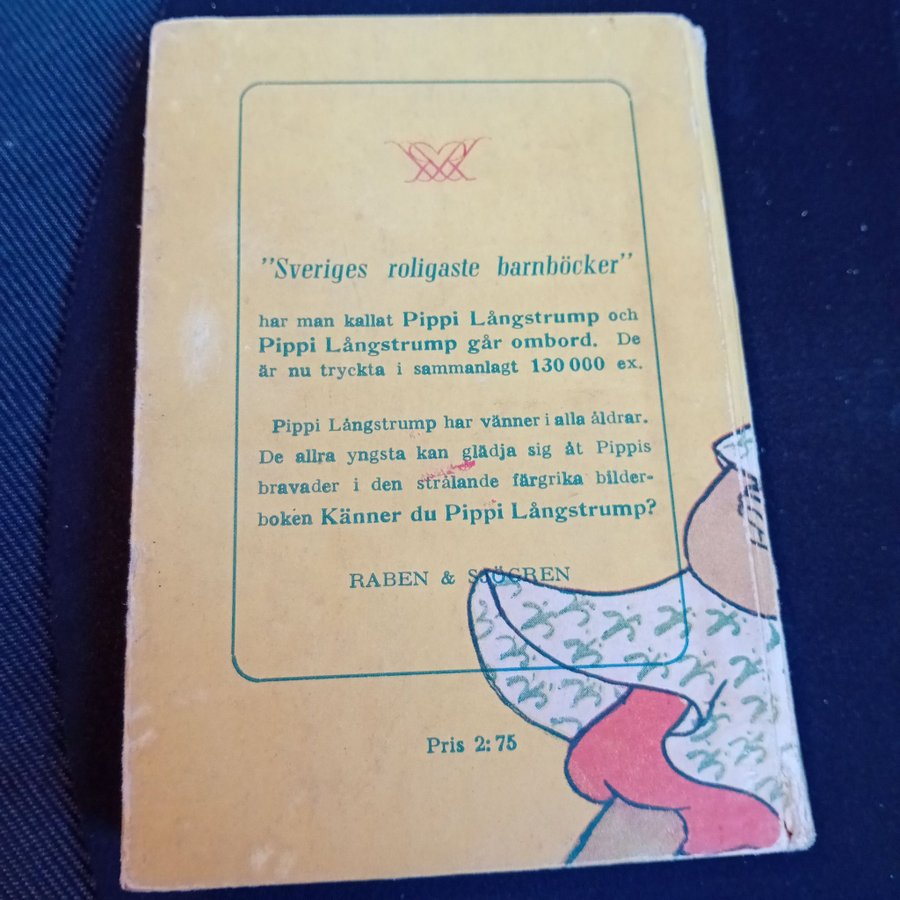 "Sveriges roligaste barnböcker"
har man kallat Pippi Långstrump och
Pippi Långstrump går ombord. De
är nu tryckta i sammanlagt 130 000 ex.
Pippi Långstrump har vänner i alla åldrar.
De allra yngsta kan glädja sig åt Pippis
bravader i den strålande färgrika bilder-
boken Känner du Pippi Långstrump?
RABEN & SJÖGREN
Pris 2:75